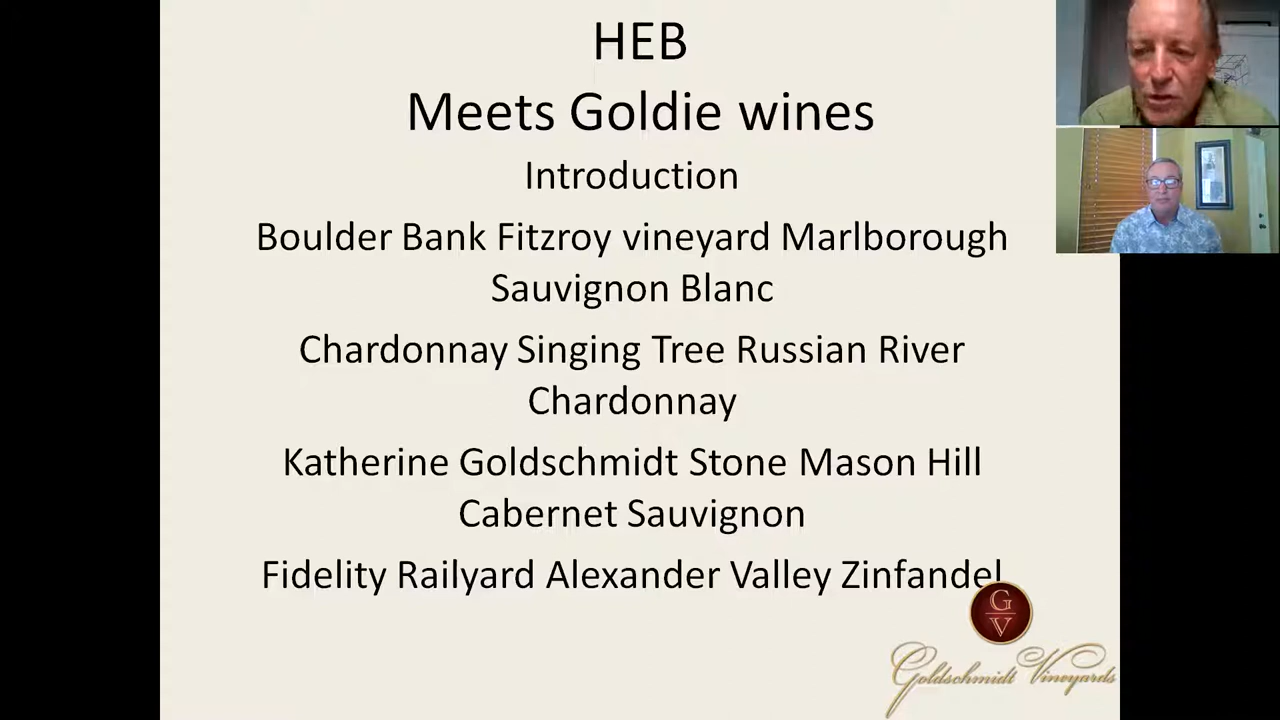 HEB
Meets Goldie wines
Introduction
Boulder Bank Fitzroy vineyard Marlborough
Sauvignon Blanc
Chardonnay Singing Tree Russian River
Chardonnay
Katherine Goldschmidt Stone Mason Hill
Cabernet Sauvignon
Fidelity Railyard Alexander Valley Zinfandel
G
V
Goldschmidt Vineyards